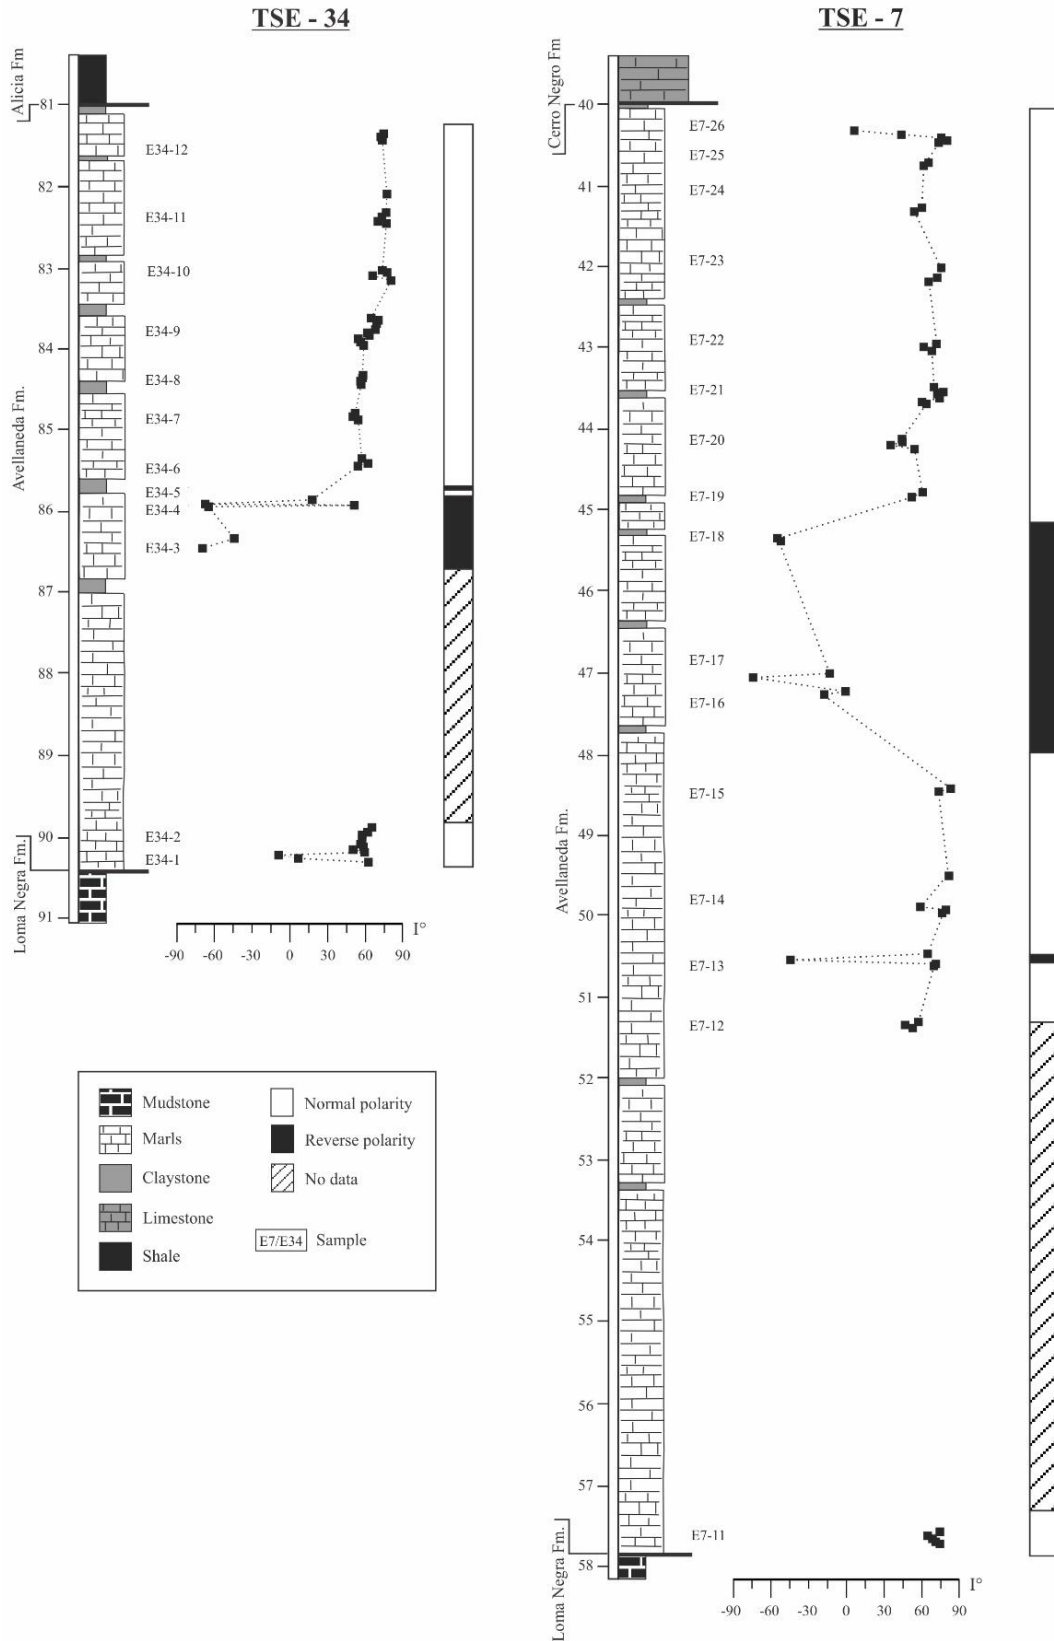 TSE - 34
Alicia Fm
81
82
83
84
85
86
87
88
89
90
91
Avellaneda Fm.
Loma Negra Fm.
E34-12
E34-11
E34-10
E34-9
E34-8
E34-7
E34-6
E34-5
E34-4
E34-3
E34-2
E34-1
I°
-90 -60 -30 0 30 60 90
Mudstone
Marls
Claystone
Limestone
Shale
Normal polarity
Reverse polarity
No data
E7/E34 Sample
TSE - 7
Cerro Negro Fm
40
41
42
43
44
45
46
47
48
49
50
51
52
53
54
55
56
57
58
Avellaneda Fm.
Loma Negra Fm.
E7-26
E7-25
E7-24
E7-23
E7-22
E7-21
E7-20
E7-19
E7-18
E7-17
E7-16
E7-15
E7-14
E7-13
E7-12
E7-11
I°
-90 -60 -30 0 30 60 90